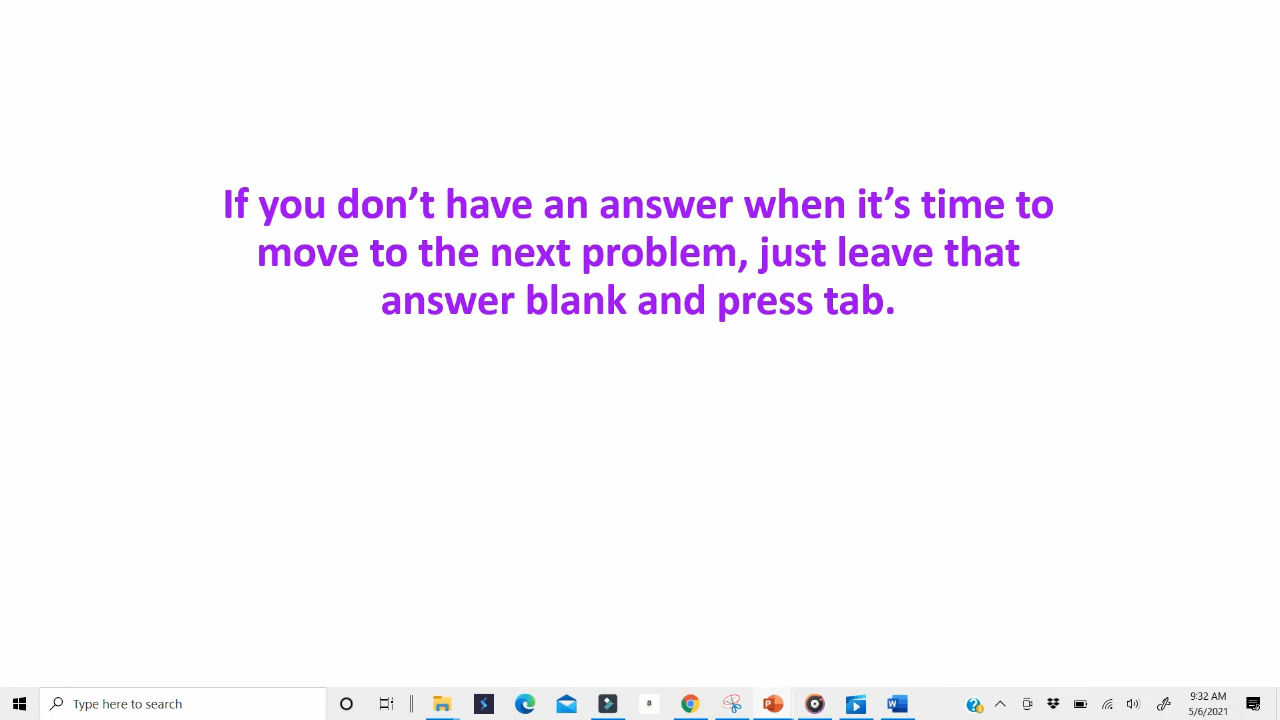 If you don’t have an answer when it’s time to
move to the next problem, just leave that
answer blank and press tab.
Type here to search
a
9:32 AM
5/6/2021